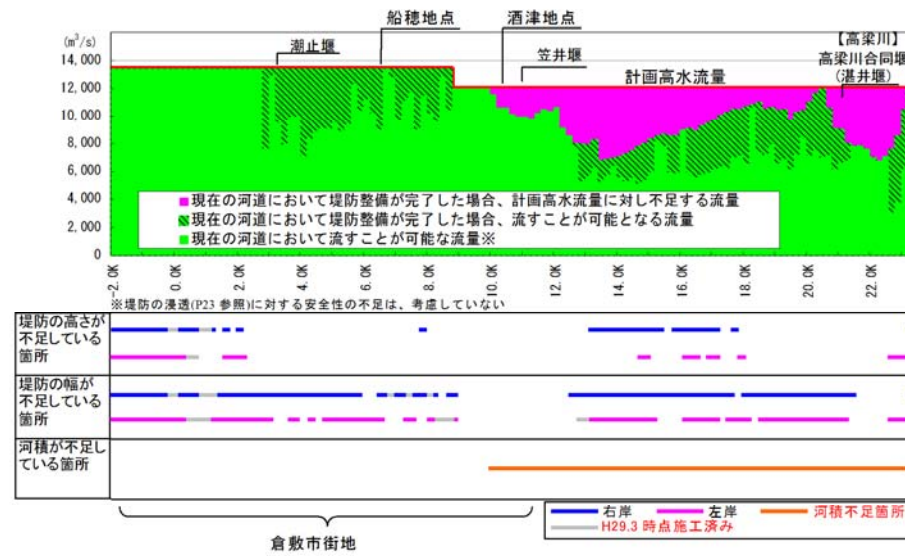 船穂地点
酒津地点
【高梁川】
(m³/s)
潮止堰
笠井堰
高梁川合同堰
(湛井堰)
計画高水流量
14,000
12,000
10,000
8,000
6,000
4,000
2,000
0
■現在の河道において堤防整備が完了した場合、計画高水流量に対し不足する流量
現在の河道において堤防整備が完了した場合、流すことが可能となる流量
■現在の河道において流すことが可能な流量※
-2.0K
0.0K
2.0K
4.0K
6.0K
8.0K
10.0K
12.0K
14.0K
16.0K
18.0K
20.0K
22.0K
※堤防の浸透(P23 参照)に対する安全性の不足は、考慮していない
堤防の高さが
不足している
箇所
堤防の幅が
不足している
箇所
河積が不足し
ている箇所
右岸
左岸
河積不足箇所
H29.3 時点施工済み
倉敷市街地